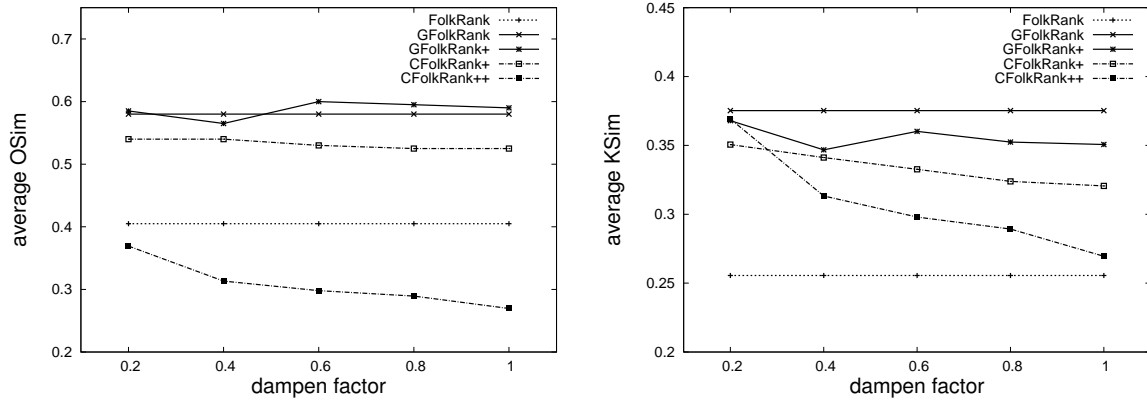 0.7
0.6
0.5
0.4
0.3
0.2
average OSim
FolkRank
GFolkRank
GFolkRank+
CFolkRank+
CFolkRank++
0.2 0.4 0.6 0.8 1
dampen factor
0.45
0.4
0.35
0.3
0.25
0.2
average KSim
FolkRank
GFolkRank
GFolkRank+
CFolkRank+
CFolkRank++
0.2 0.4 0.6 0.8 1
dampen factor